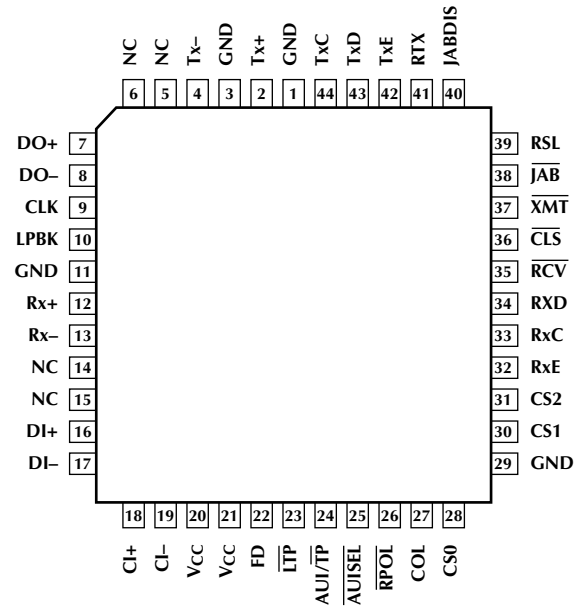 NC NC Tx– GND Tx+ GND TxC TxD TxE RTX JABDIS
6 5 4 3 2 1 44 43 42 41 40
DO+ 7
DO– 8
CLK 9
LPBK 10
GND 11
Rx+ 12
Rx– 13
NC 14
NC 15
DI+ 16
DI– 17
39 RSL
38 JAB
37 XMT
36 CLS
35 RCV
34 RXD
33 RxC
32 RxE
31 CS2
30 CS1
29 GND
18 19 20 21 22 23 24 25 26 27 28
CI+ CI– VCC VCC FD LTP AUI/TP AUISEL RPOL COL CS0